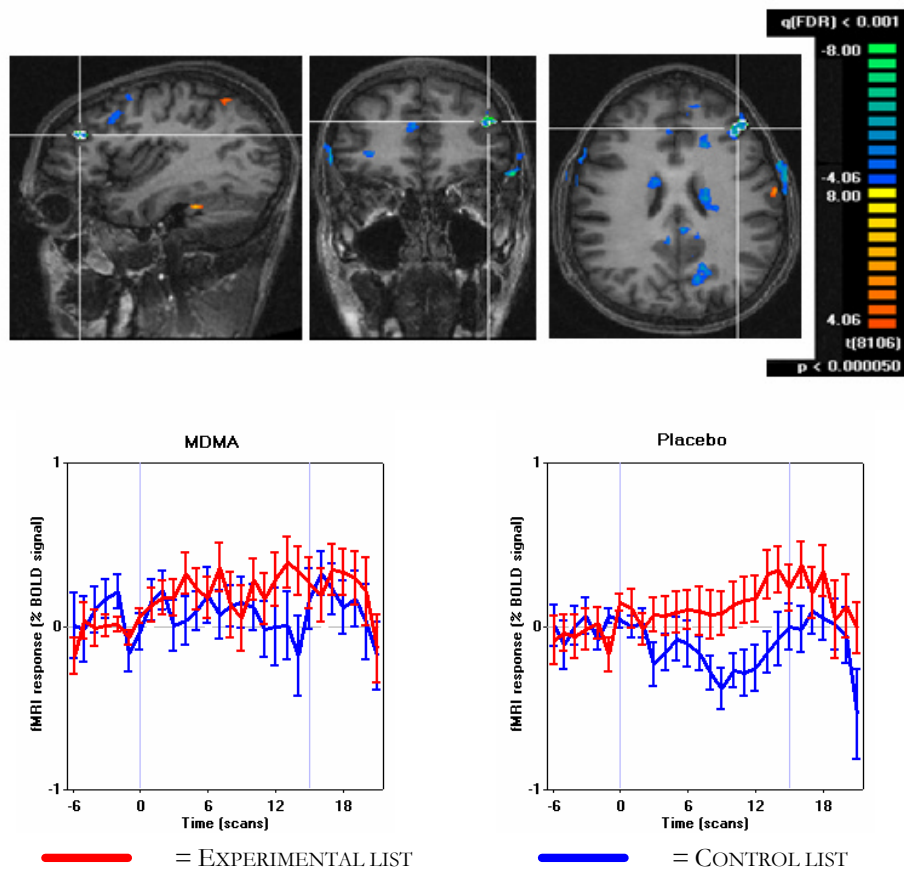 q(FDR) < 0.001
-8.00
-4.06
8.00
4.06
t(8106)
p < 0.000050
MDMA
1
0
-1
fMRI response (% BOLD signal)
-6 0 6 12 18
Time (scans)
Placebo
1
0
-1
fMRI response (% BOLD signal)
-6 0 6 12 18
Time (scans)
= EXPERIMENTAL LIST
= CONTROL LIST